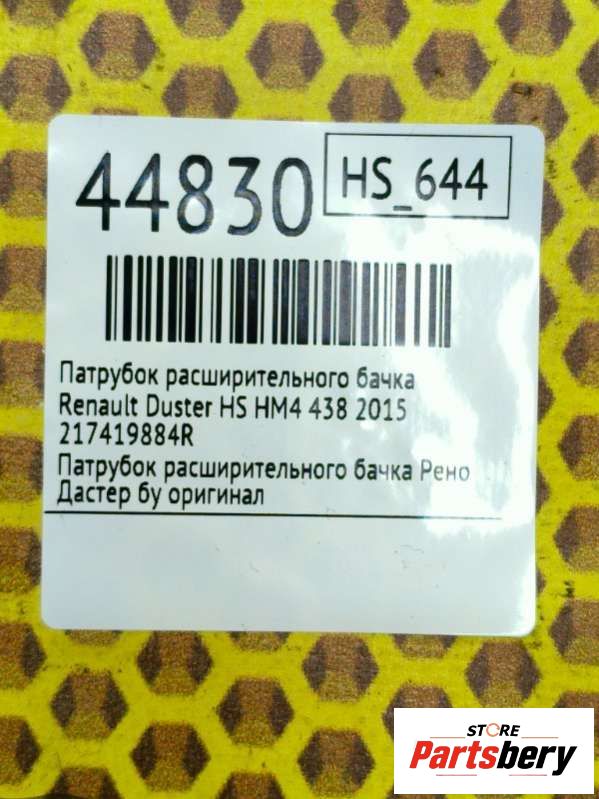 44830
HS_644
Патрубок расширительного бачка
Renault Duster HS HM4 438 2015
217419884R
Патрубок расширительного бачка Рено
Дастер бу оригинал
STORE
Partsbery